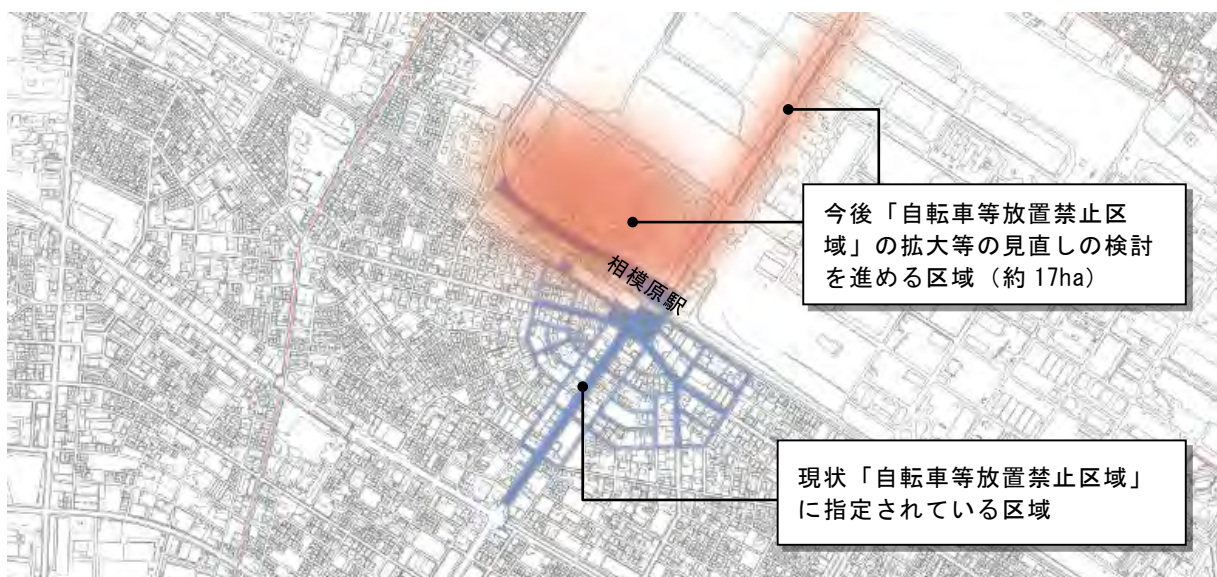 今後「自転車等放置禁止区
域」の拡大等の見直しの検討
を進める区域（約 17ha）
相模原駅
現状「自転車等放置禁止区域」
に指定されている区域